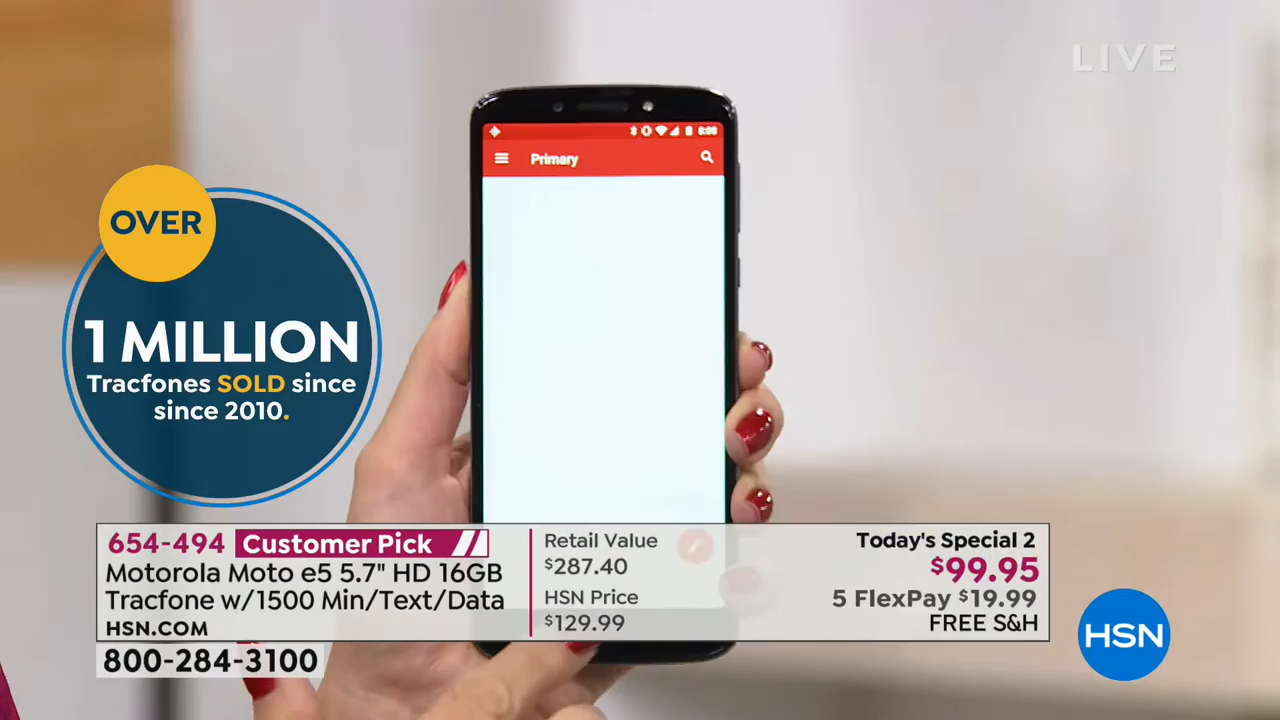 LIVE
8:00
Primary
OVER
1 MILLION
Tracfones SOLD since
since 2010.
654-494 Customer Pick
Motorola Moto e5 5.7" HD 16GB
Tracfone w/1500 Min/Text/Data
HSN.COM
800-284-3100
Retail Value
$287.40
HSN Price
$129.99
Today's Special 2
$99.95
5 FlexPay $19.99
FREE S&H
HSN